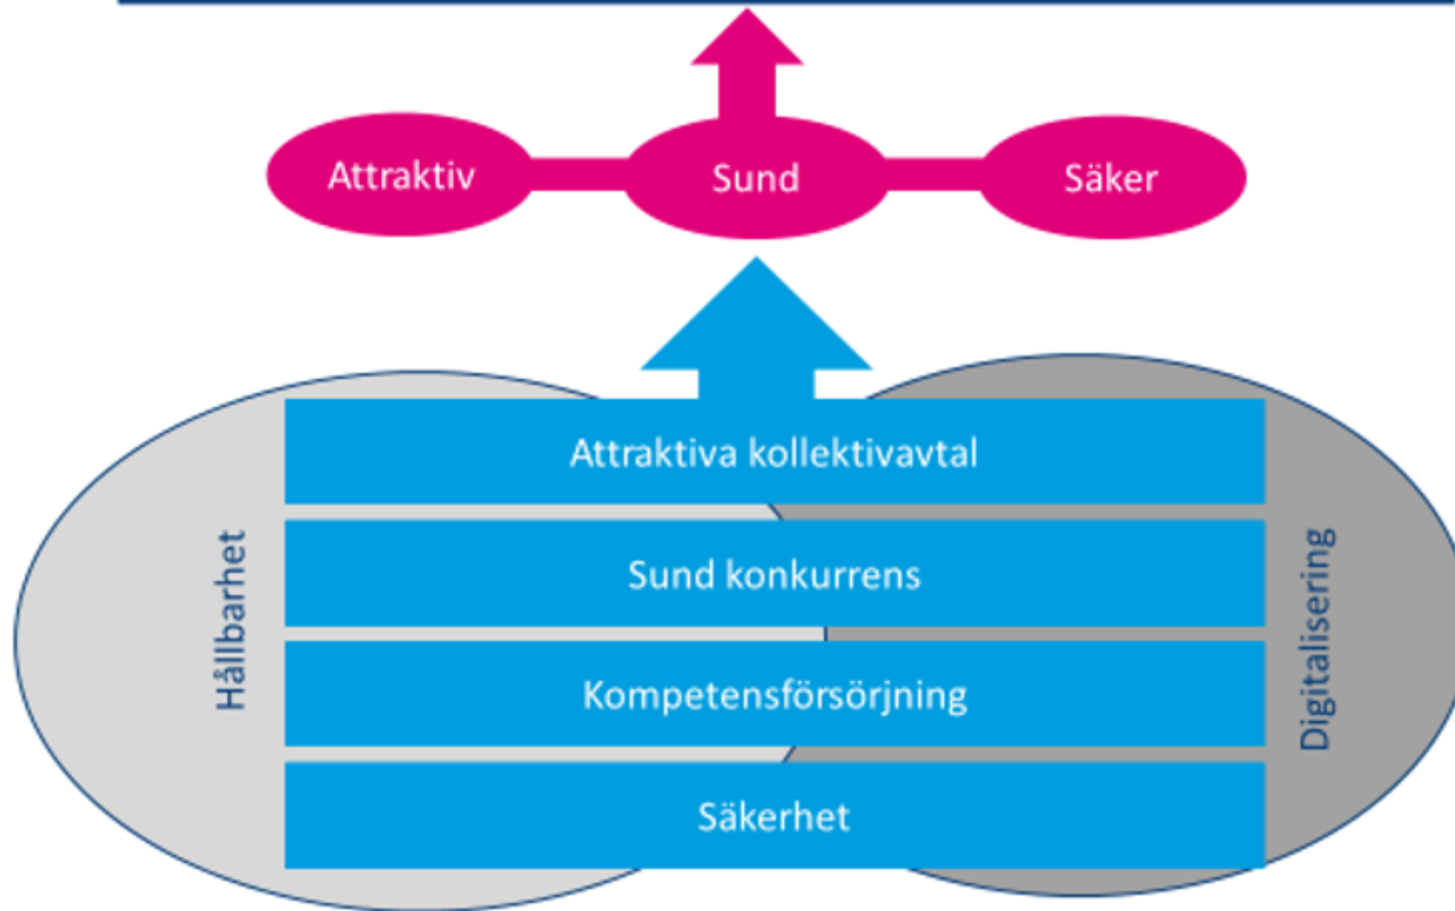 Attraktiv
Sund
Säker
Attraktiva kollektivavtal
Sund konkurrens
Kompetensförsörjning
Säkerhet
Hållbarhet
Digitalisering